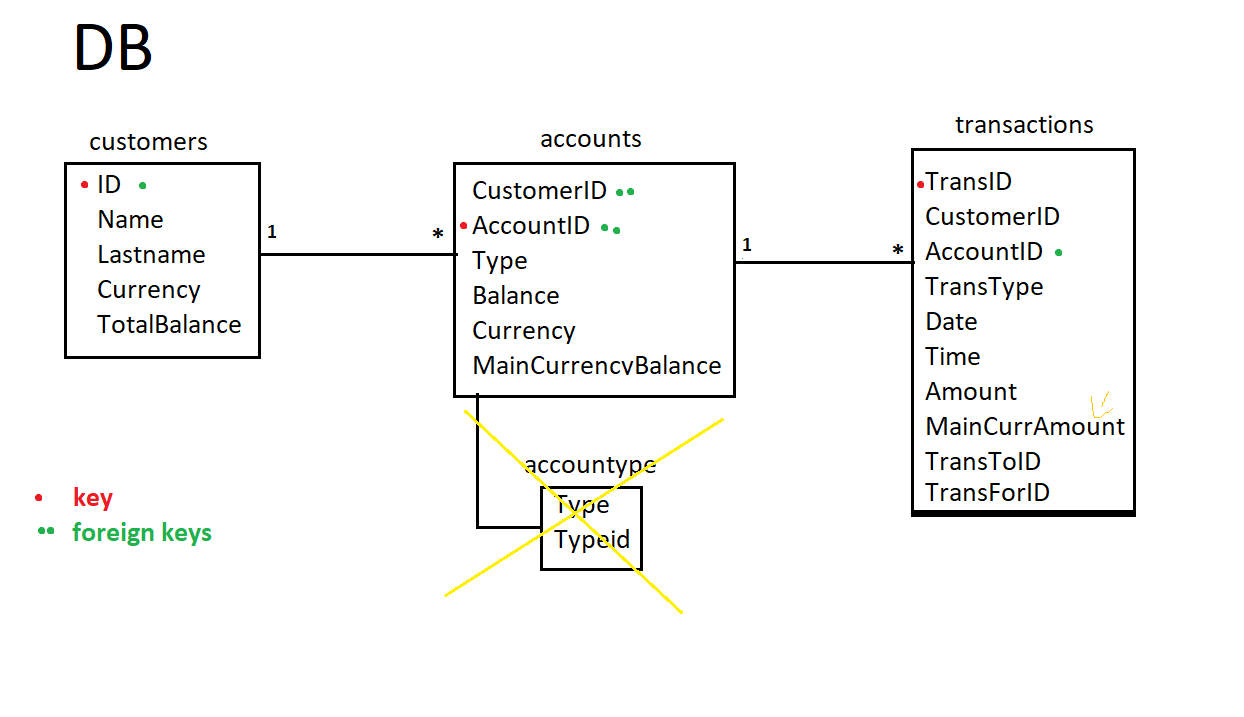 DB
customers
ID
Name
Lastname
Currency
TotalBalance
1
*
accounts
CustomerID
AccountID
Type
Balance
Currency
MainCurrencyBalance
1
*
transactions
TransID
CustomerID
AccountID
TransType
Date
Time
Amount
MainCurrAmount
TransToID
TransForID
accountype
Type
Typeid
key
foreign keys